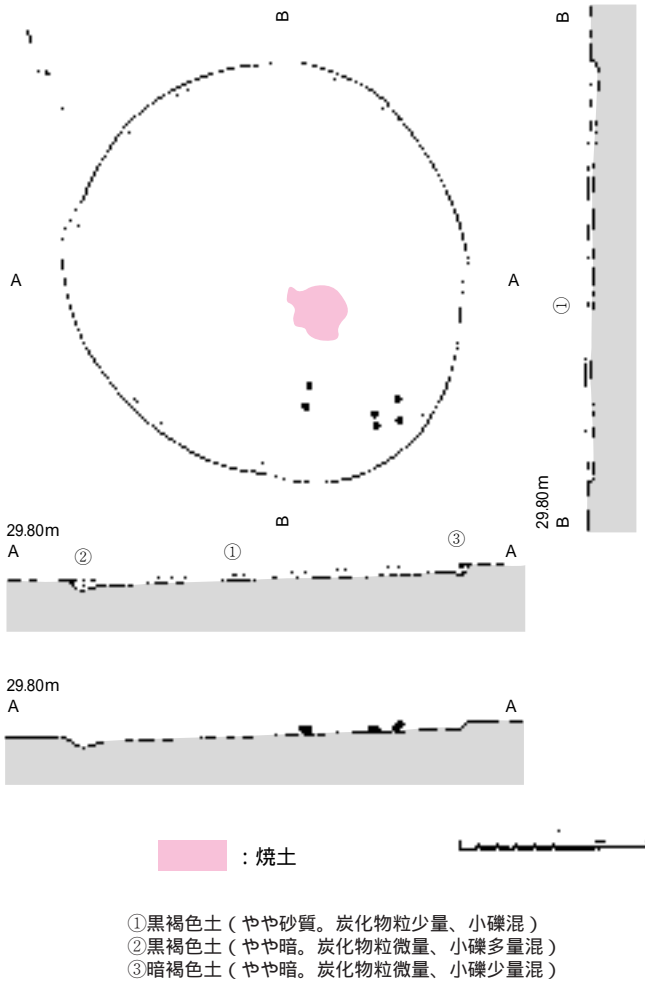 B
B
A
A
①
29.80m
B
B
29.80m
A
②
①
③
A
29.80m
A
A
：焼土
①黒褐色土（やや砂質。炭化物粒少量、小礫混）
②黒褐色土（やや暗。炭化物粒微量、小礫多量混）
③暗褐色土（やや暗。炭化物粒微量、小礫少量混）